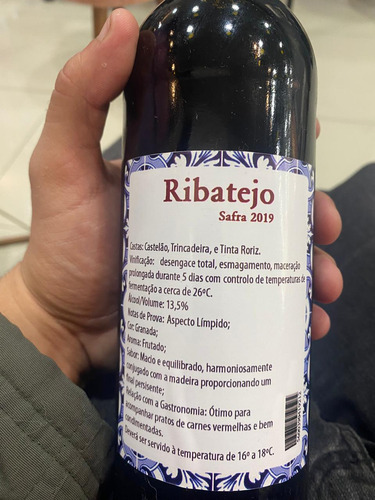 Ribatejo
Safra 2019
Castas: Castelão, Trincadeira, e Tinta Roriz.
Vinificação: desengace total, esmagamento, maceração
prolongada durante 5 dias com controlo de temperaturas de
fermentação a cerca de 26ºC.
Álcool/Volume: 13,5%
Notas de Prova: Aspecto Límpido;
Cor: Granada;
Aroma: Frutado;
Sabor: Macio e equilibrado, harmoniosamente
conjugado com a madeira proporcionando um
final persisente;
Relação com a Gastronomia: Ótimo para
acompanhar pratos de carnes vermelhas e bem
condimentadas.
Deverá ser servido à temperatura de 16º a 18ºC.